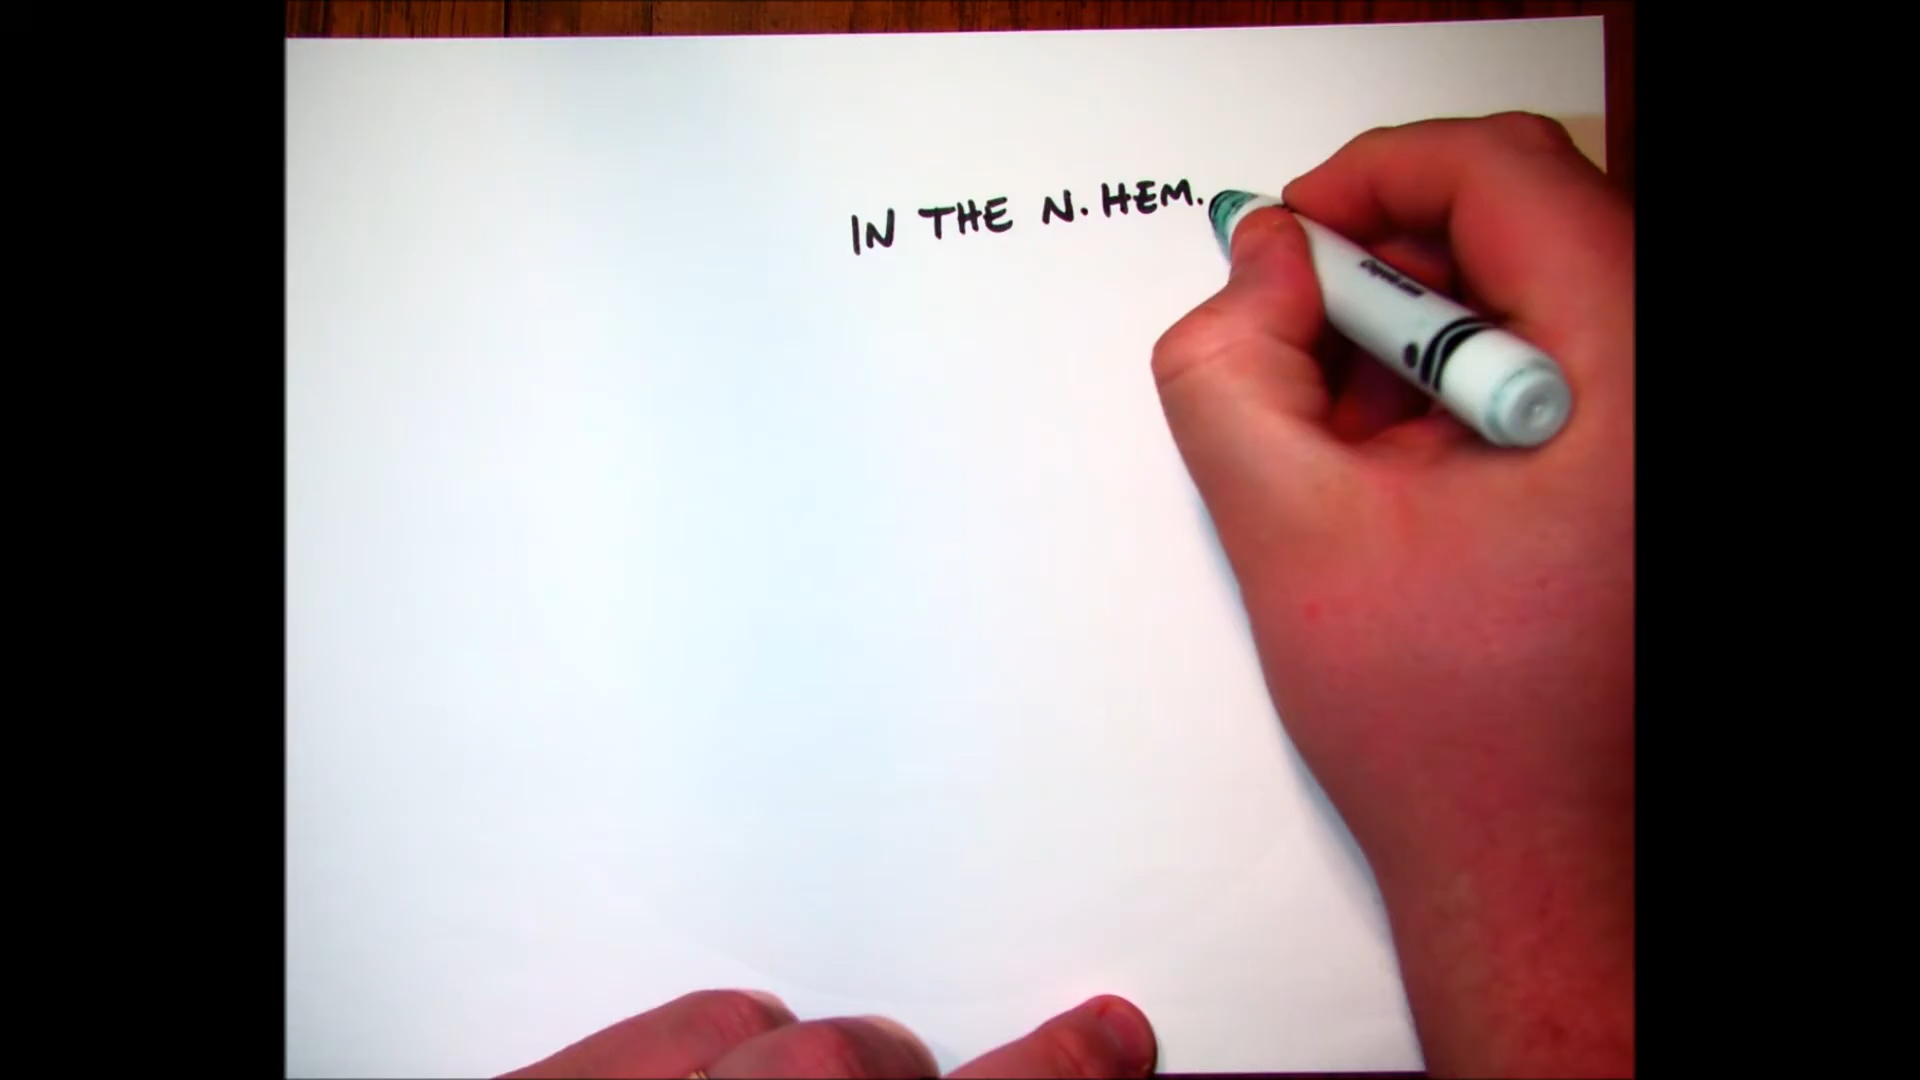 IN THE N. HEM.